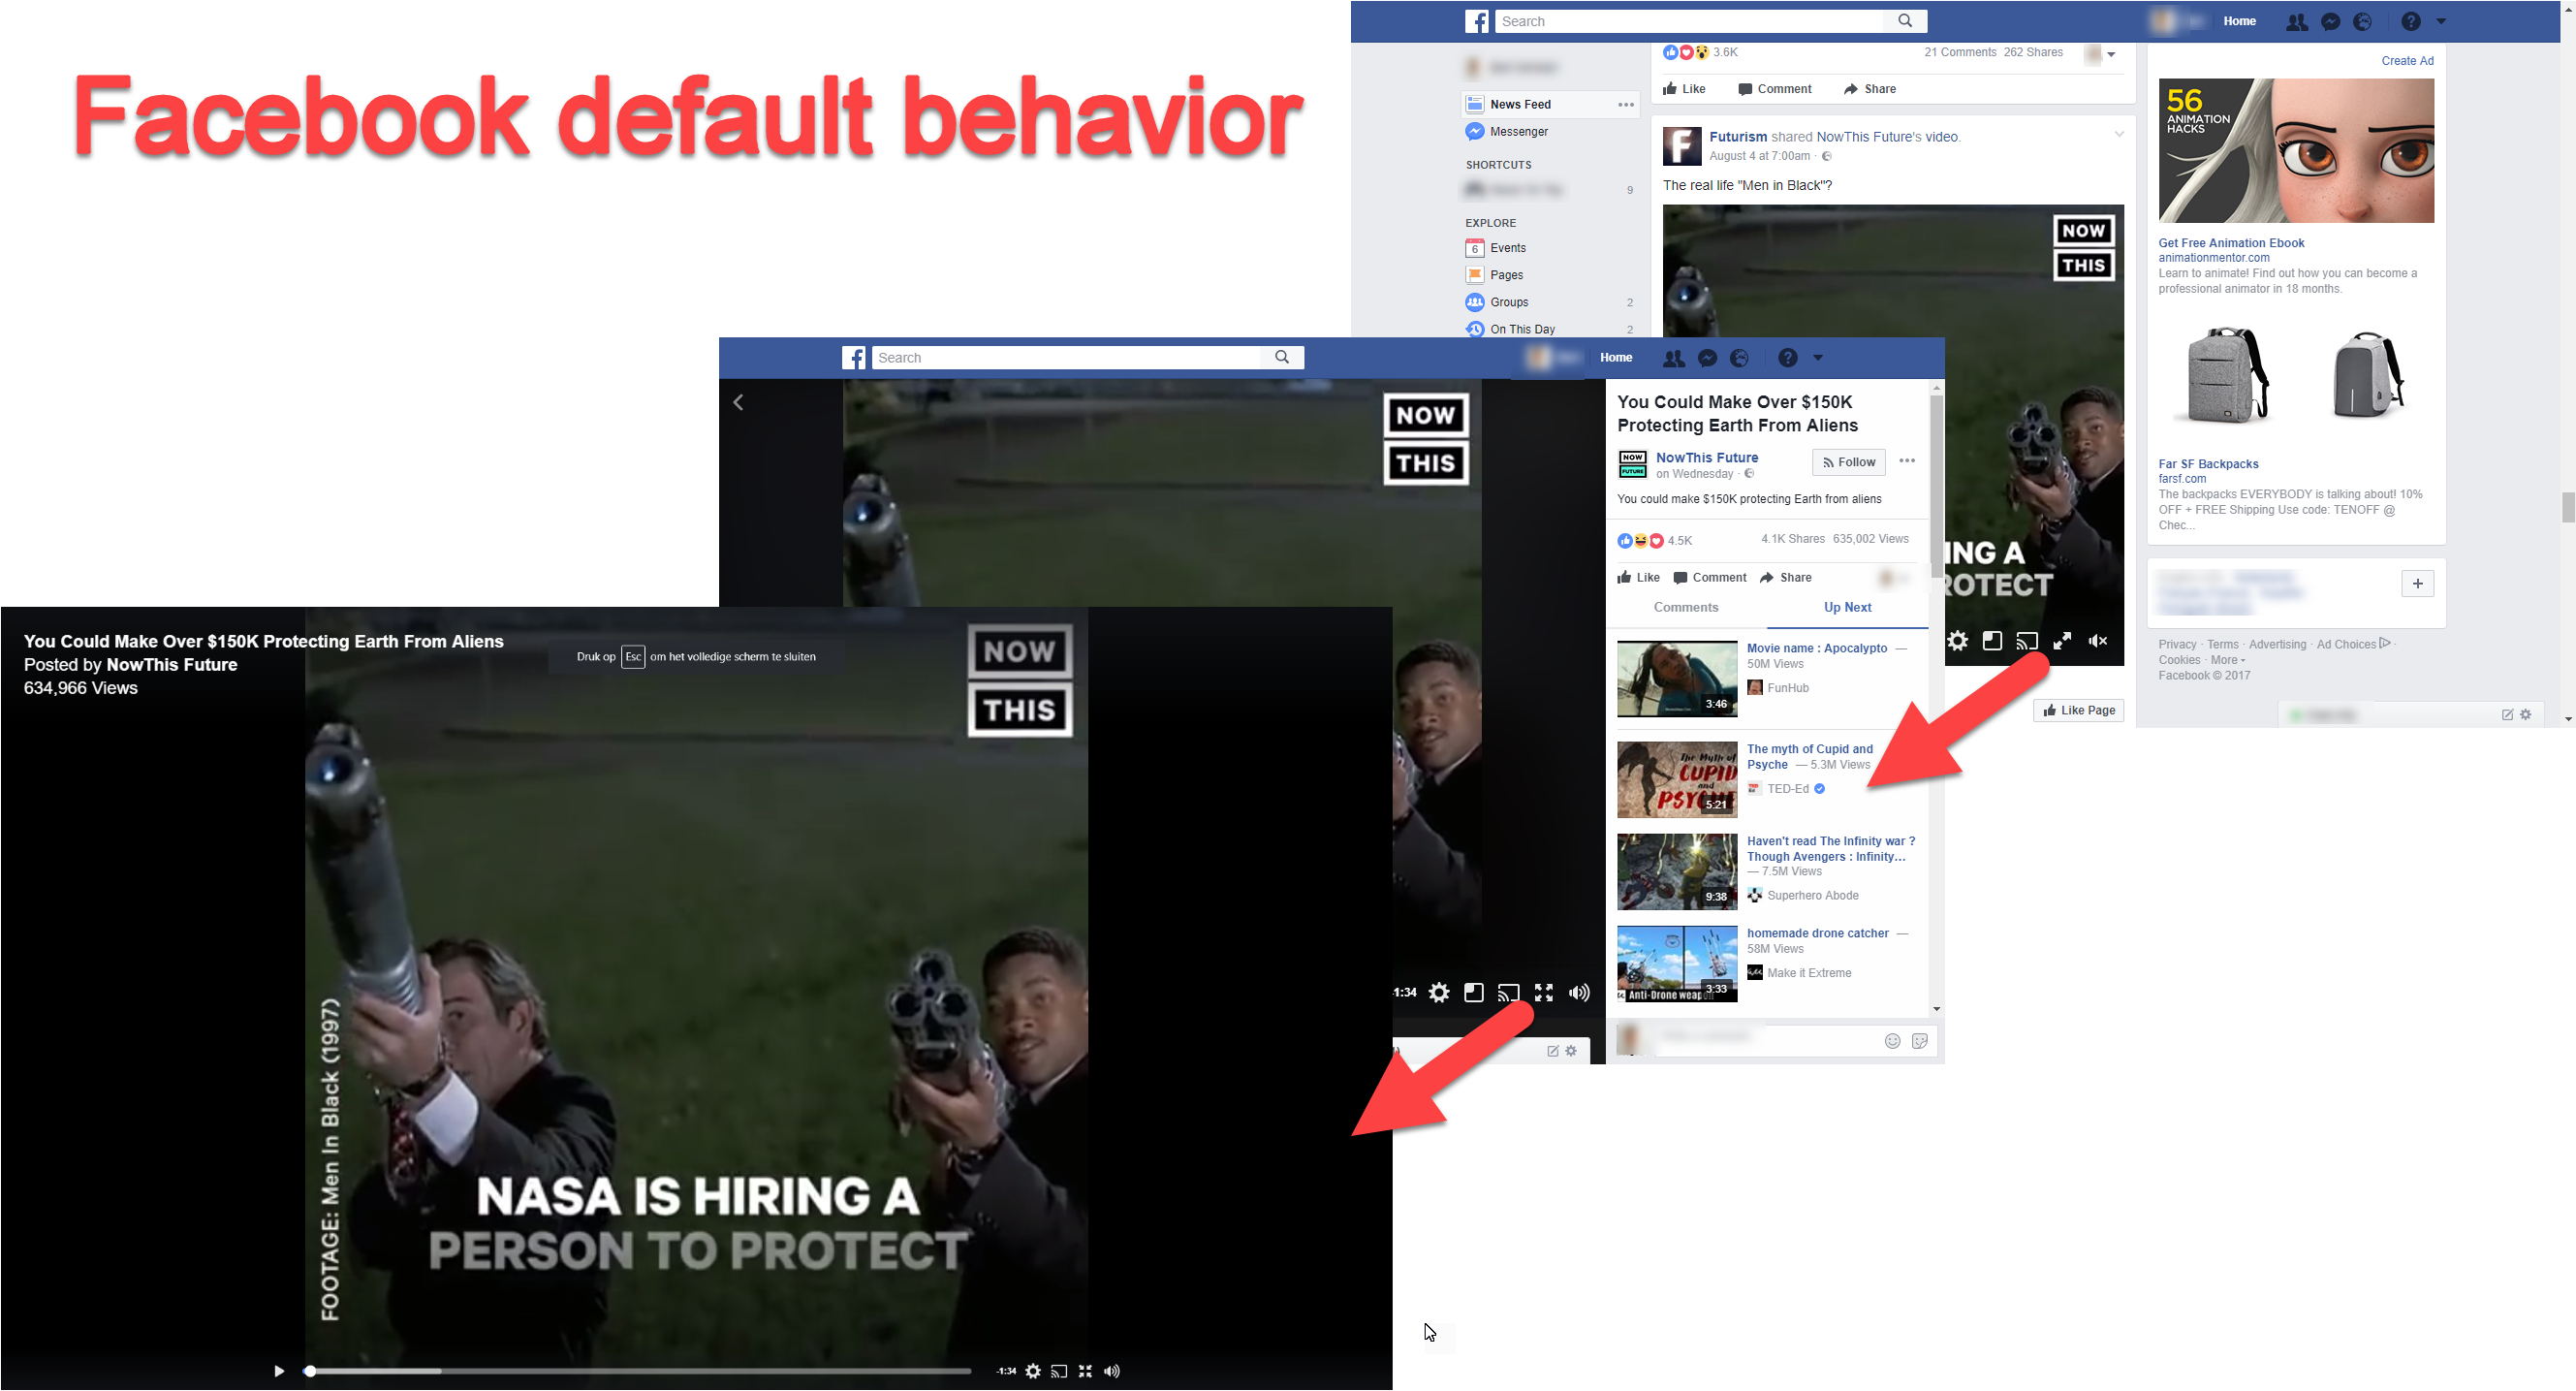 Facebook default behavior
Search
Home
3.6K
21 Comments 262 Shares
Like Comment Share
News Feed
Messenger
SHORTCUTS
9
EXPLORE
6
Events
Pages
Groups 2
On This Day 2
F
Futurism shared NowThis Future's video.
August 4 at 7:00am ·
The real life "Men in Black"?
NOW
THIS
ING A
ROTECT
Like Page
Create Ad
56
ANIMATION
HACKS
Get Free Animation Ebook
animationmentor.com
Learn to animate! Find out how you can become a
professional animator in 18 months.
Far SF Backpacks
farsf.com
The backpacks EVERYBODY is talking about! 10%
OFF + FREE Shipping Use code: TENOFF @
Chec...
Privacy · Terms · Advertising · Ad Choices ·
Cookies · More
Facebook © 2017
Search
Home
NOW
THIS
You Could Make Over $150K
Protecting Earth From Aliens
NOW
FUTURE
NowThis Future
on Wednesday ·
Follow
You could make $150K protecting Earth from aliens
4.5K
4.1K Shares 635,002 Views
Like Comment Share
Comments Up Next
Movie name : Apocalypto —
50M Views
FunHub
3:46
The Myth of
CUPID
and
PSYCHE
5:21
The myth of Cupid and
Psyche — 5.3M Views
TED-Ed
Haven't read The Infinity war ?
Though Avengers : Infinity...
— 7.5M Views
Superhero Abode
9:38
homemade drone catcher —
58M Views
Make it Extreme
Anti-Drone weapon
3:33
-1:34
You Could Make Over $150K Protecting Earth From Aliens
Posted by NowThis Future
634,966 Views
Druk op Esc om het volledige scherm te sluiten
NOW
THIS
FOOTAGE: Men In Black (1997)
NASA IS HIRING A
PERSON TO PROTECT
-1:34